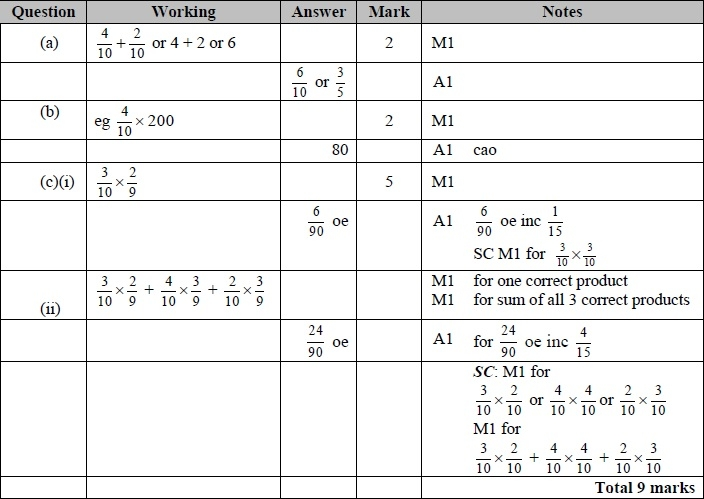 Question Working Answer Mark Notes
(a) 4/10 + 2/10 or 4 + 2 or 6 2 M1
6/10 or 3/5 A1
(b) eg 4/10 × 200 2 M1
80 A1 cao
(c)(i) 3/10 × 2/9 5 M1
6/90 oe A1 6/90 oe inc 1/15
SC M1 for 3/10 × 3/10
(ii) 3/10 × 2/9 + 4/10 × 3/9 + 2/10 × 3/9 M1 for one correct product
M1 for sum of all 3 correct products
24/90 oe A1 for 24/90 oe inc 4/15
SC: M1 for
3/10 × 2/10 or 4/10 × 4/10 or 2/10 × 3/10
M1 for
3/10 × 2/10 + 4/10 × 4/10 + 2/10 × 3/10
Total 9 marks